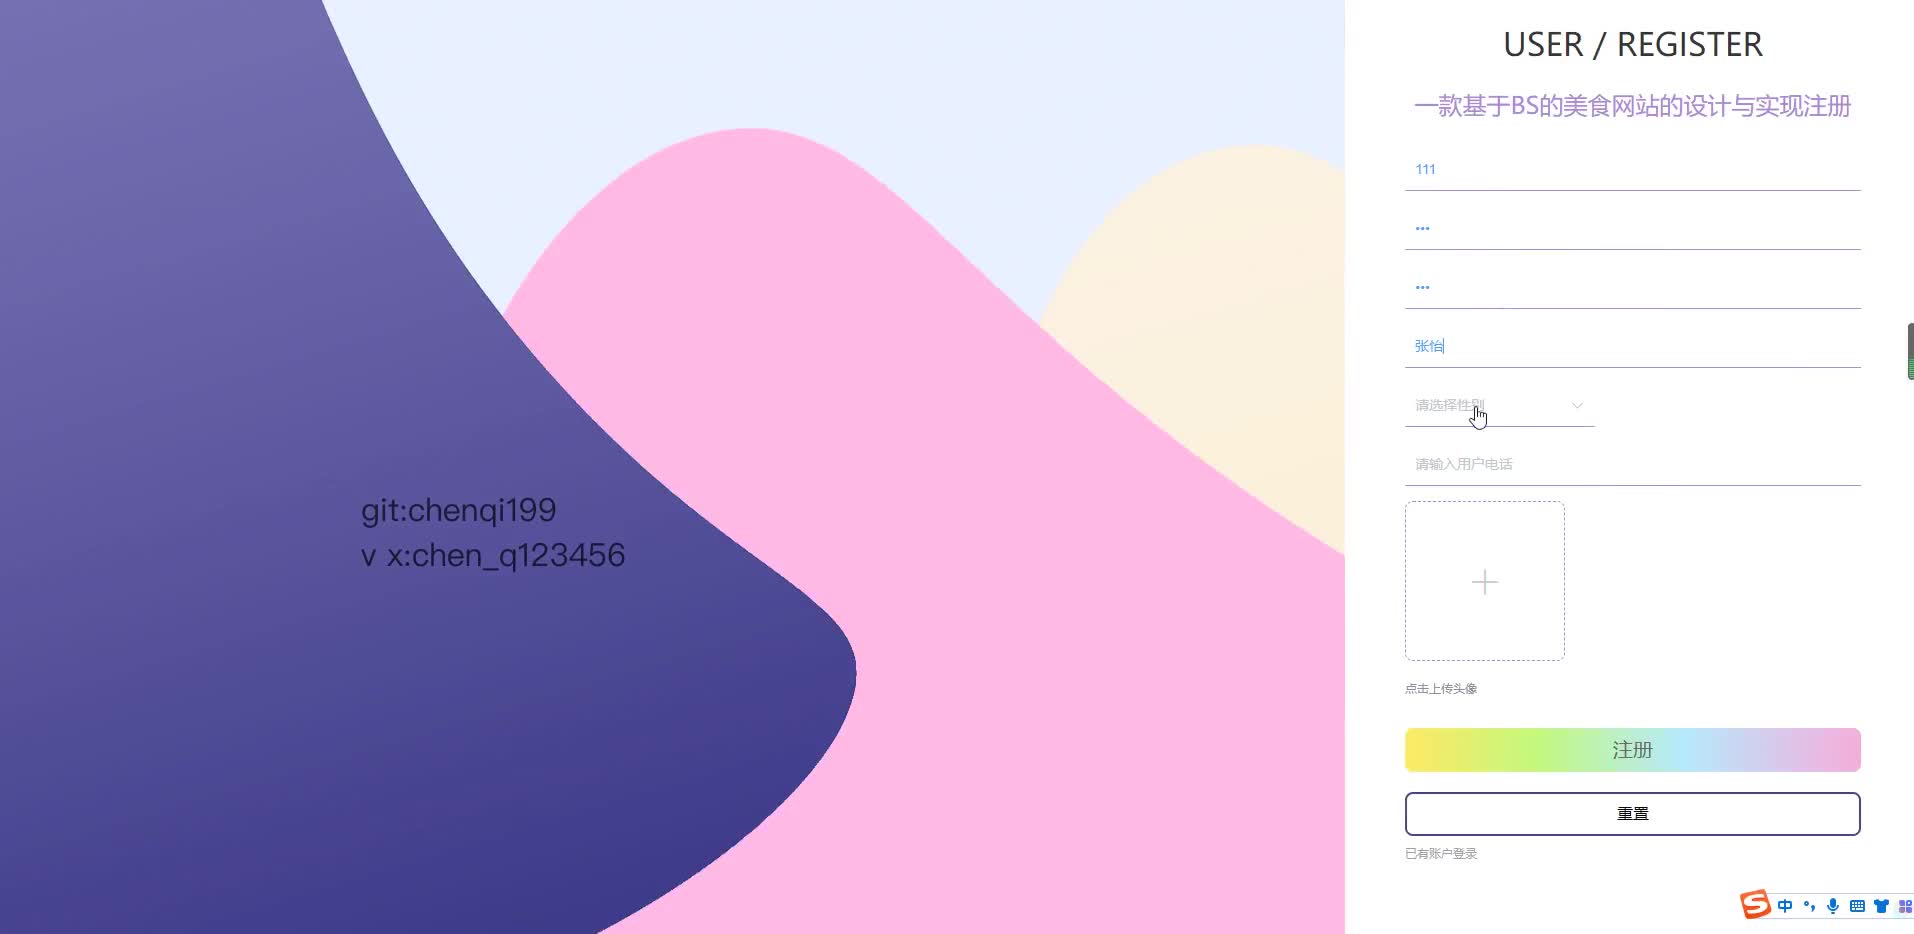 USER / REGISTER
一款基于BS的美食网站的设计与实现注册
111
•••
•••
张怡
请选择性别
请输入用户电话
git:chenqi199
v x:chen_q123456
点击上传头像
注册
重置
已有账户登录
中